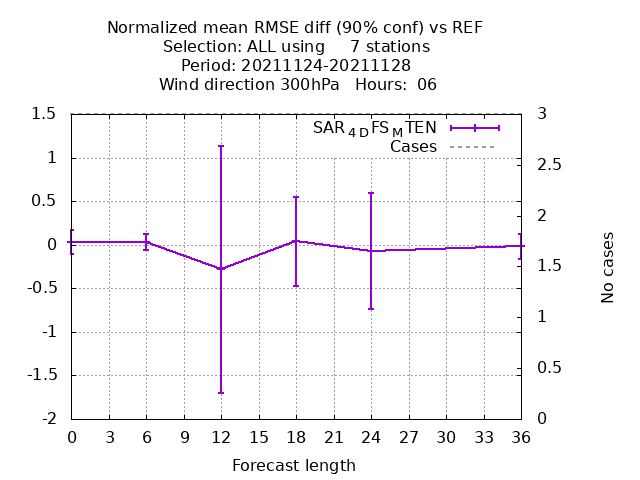 Normalized mean RMSE diff (90% conf) vs REF
Selection: ALL using     7 stations
Period: 20211124-20211128
Wind direction 300hPa   Hours:  06
SAR4DFSMTEN
Cases
1.5
1
0.5
0
-0.5
-1
-1.5
-2
3
2.5
2
1.5
1
0.5
0
No cases
0 3 6 9 12 15 18 21 24 27 30 33 36
Forecast length